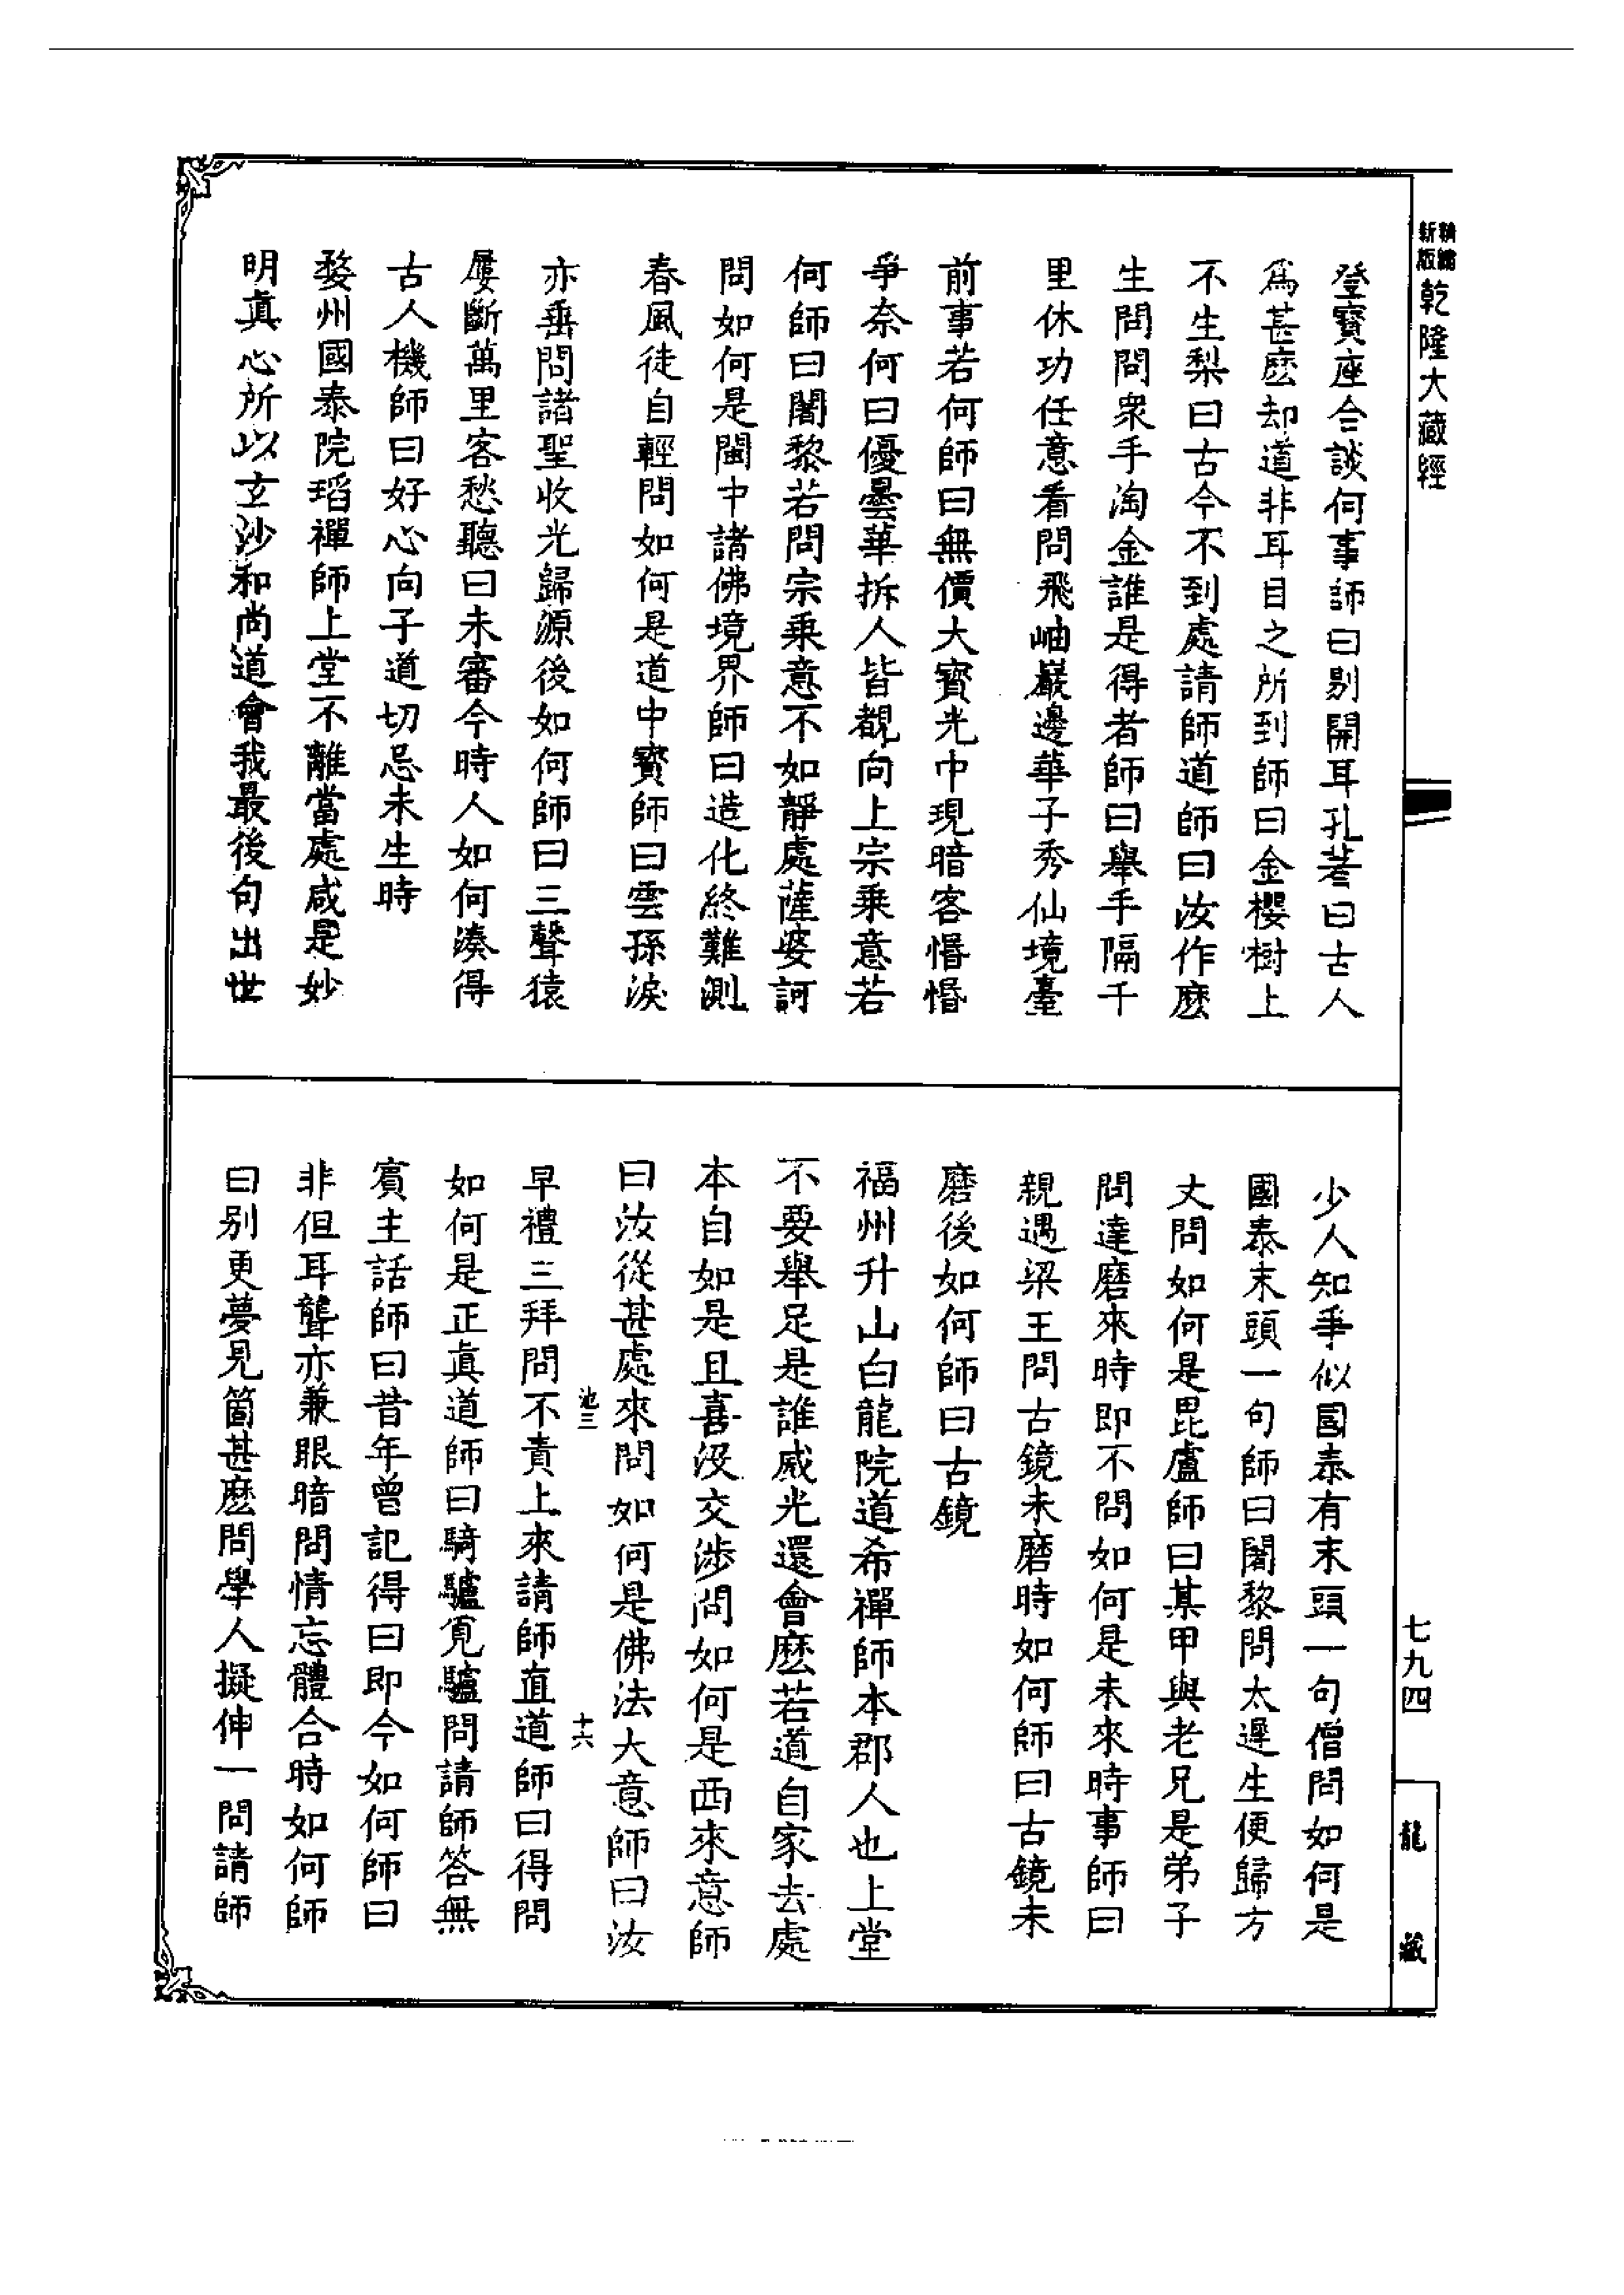 新版
精縮
乾隆大藏經
登寶座合談何事師曰剔開耳孔著曰古人
爲甚麽却道非耳目之所到師曰金櫻樹上
不生梨曰古今不到處請師道師曰汝作麽
生問問衆手淘金誰是得者師曰舉手隔千
里休功任意看問飛岫巖邊華子秀仙境臺
前事若何師曰無價大寳光中現暗客惛惛
爭奈何曰優曇華拆人皆覩向上宗乗意若
何師曰闍黎若問宗乗意不如靜處薩婆訶
問如何是閩中諸佛境界師曰造化終難測
春風徒自輕問如何是道中寳師曰雲孫淚
亦垂問諸聖收光歸源後如何師曰三聲猿
屢斷萬里客愁聽曰未審今時人如何凑得
古人機師曰好心向子道切忌未生時
婺州國泰院瑫禪師上堂不離當處咸是妙
明眞心所以玄沙和尚道會我最後句出世
少人知爭似國泰有末頭一句僧問如何是
國泰末頭一句師曰闍黎問太遲生便歸方
丈問如何是毘盧師曰某甲與老兄是弟子
問達磨來時即不問如何是未來時事師曰
親遇梁王問古鏡未磨時如何師曰古鏡未
磨後如何師曰古鏡
福州升山白龍院道希禪師本郡人也上堂
不要舉足是誰威光還會麽若道自家去處
本自如是且喜没交涉問如何是西來意師
曰汝從甚處來問如何是佛法大意師曰汝
池三
十六
早禮三拜問不責上來請師直道師曰得問
如何是正眞道師曰騎驢覓驢問請師答無
賓主話師曰昔年曾記得曰即今如何師曰
非但耳聾亦兼眼暗問情忘體合時如何師
曰别更夢見箇甚麽問學人擬伸一問請師
七九四
龍藏